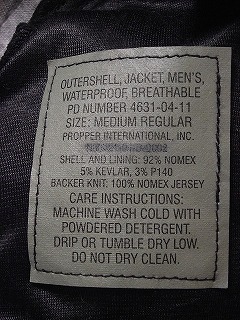 OUTERSHELL, JACKET, MEN'S,
WATERPROOF, BREATHABLE
PD NUMBER 4631-04-11
SIZE: MEDIUM REGULAR
PROPPER INTERNATIONAL, INC.
SHELL AND LINING: 92% NOMEX
5% KEVLAR, 3% P140
BACKER KNIT: 100% NOMEX JERSEY
CARE INSTRUCTIONS:
MACHINE WASH COLD WITH
POWDERED DETERGENT.
DRIP OR TUMBLE DRY LOW.
DO NOT DRY CLEAN.